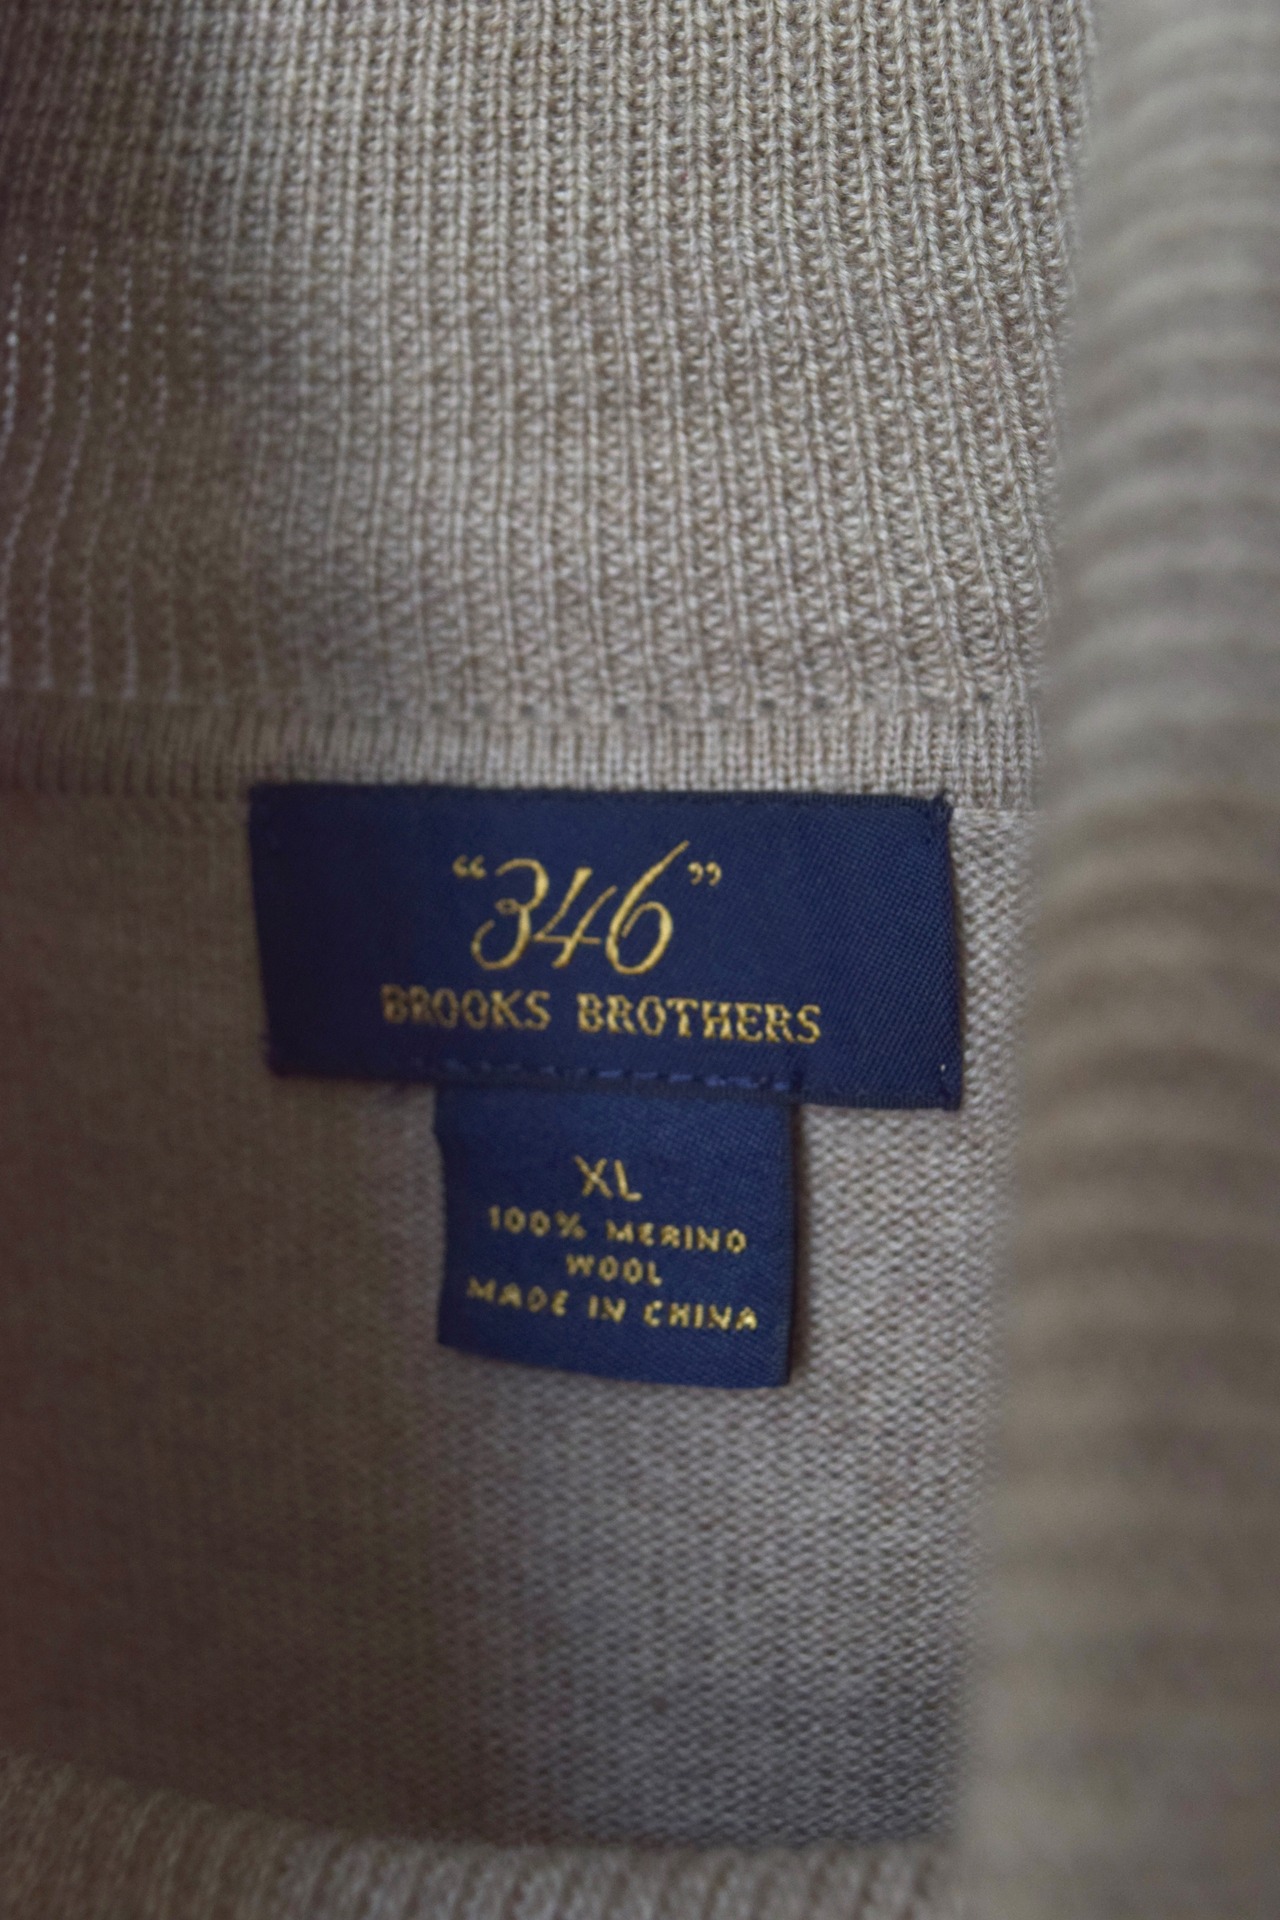 “346”
BROOKS BROTHERS
XL
100% MERINO
WOOL
MADE IN CHINA